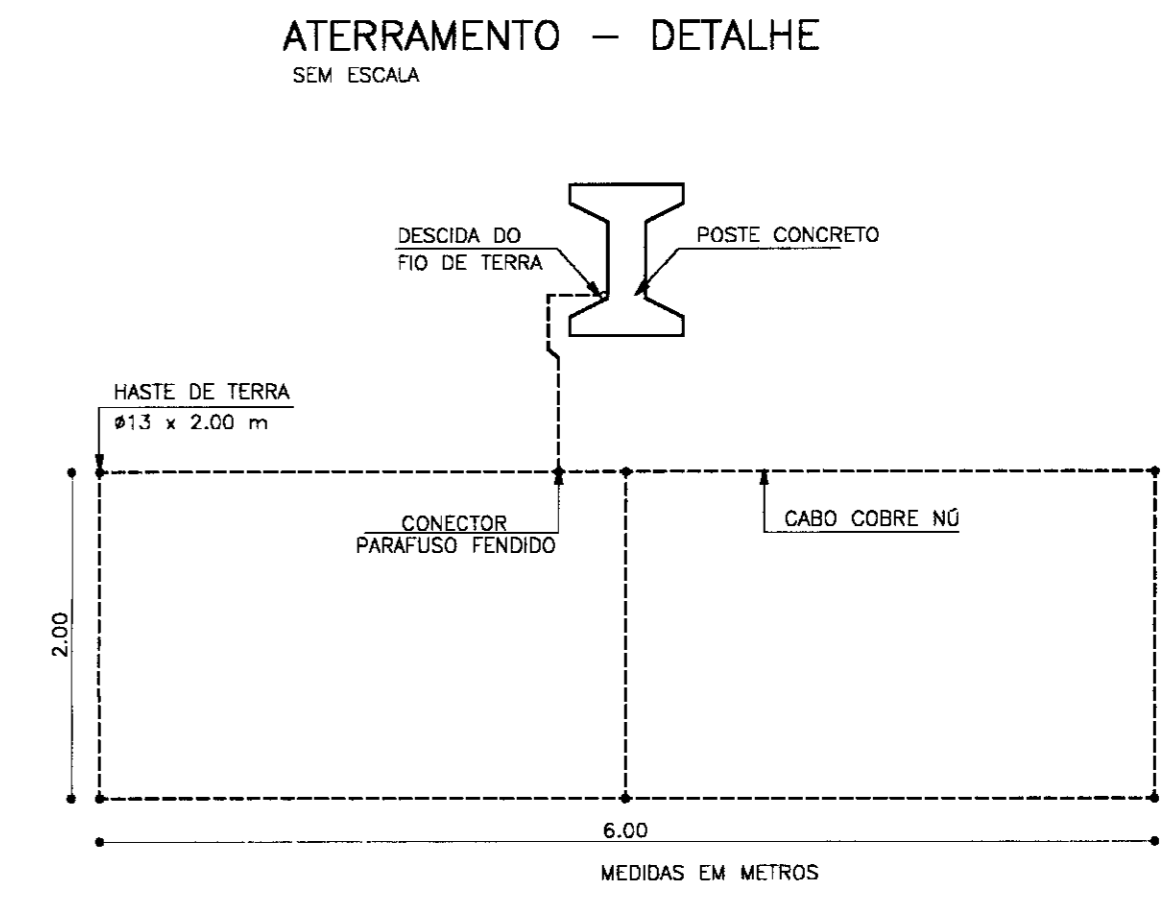 ATERRAMENTO – DETALHE
SEM ESCALA
DESCIDA DO
FIO DE TERRA
POSTE CONCRETO
HASTE DE TERRA
ø13 x 2.00 m
CONECTOR
PARAFUSO FENDIDO
CABO COBRE NÚ
2.00
6.00
MEDIDAS EM METROS